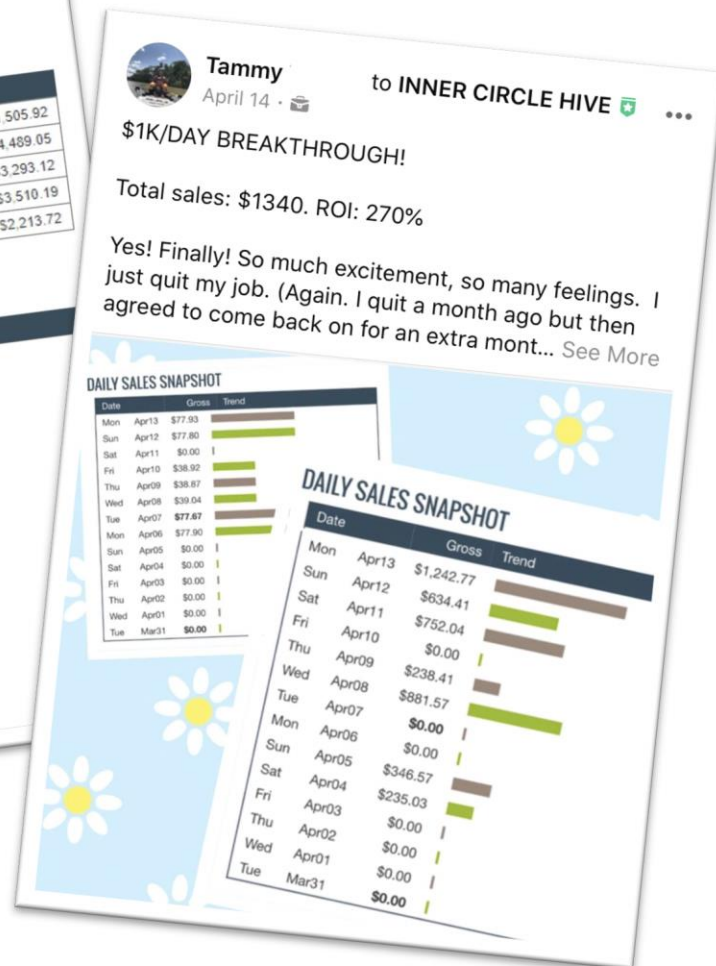 ,505.92
4,489.05
3,293.12
$3,510.19
$2,213.72
Tammy to INNER CIRCLE HIVE
April 14 ·
$1K/DAY BREAKTHROUGH!
Total sales: $1340. ROI: 270%
Yes! Finally! So much excitement, so many feelings. I
just quit my job. (Again. I quit a month ago but then
agreed to come back on for an extra mont... See More
DAILY SALES SNAPSHOT
Date Gross Trend
Mon Apr13 $77.93
Sun Apr12 $77.80
Sat Apr11 $0.00
Fri Apr10 $38.92
Thu Apr09 $38.87
Wed Apr08 $39.04
Tue Apr07 $77.67
Mon Apr06 $77.90
Sun Apr05 $0.00
Sat Apr04 $0.00
Fri Apr03 $0.00
Thu Apr02 $0.00
Wed Apr01 $0.00
Tue Mar31 $0.00
DAILY SALES SNAPSHOT
Date Gross Trend
Mon Apr13 $1,242.77
Sun Apr12 $634.41
Sat Apr11 $752.04
Fri Apr10 $0.00
Thu Apr09 $238.41
Wed Apr08 $881.57
Tue Apr07 $0.00
Mon Apr06 $0.00
Sun Apr05 $346.57
Sat Apr04 $235.03
Fri Apr03 $0.00
Thu Apr02 $0.00
Wed Apr01 $0.00
Tue Mar31 $0.00